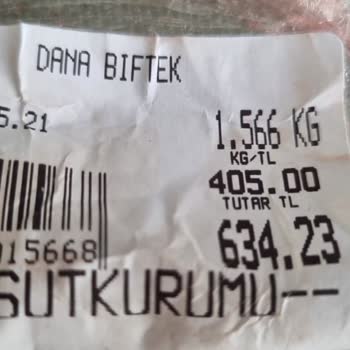 DANA BIFTEK
5.21
1.566 KG
KG/TL
405.00
TUTAR TL
634.23
015668
SUTKURUMU--